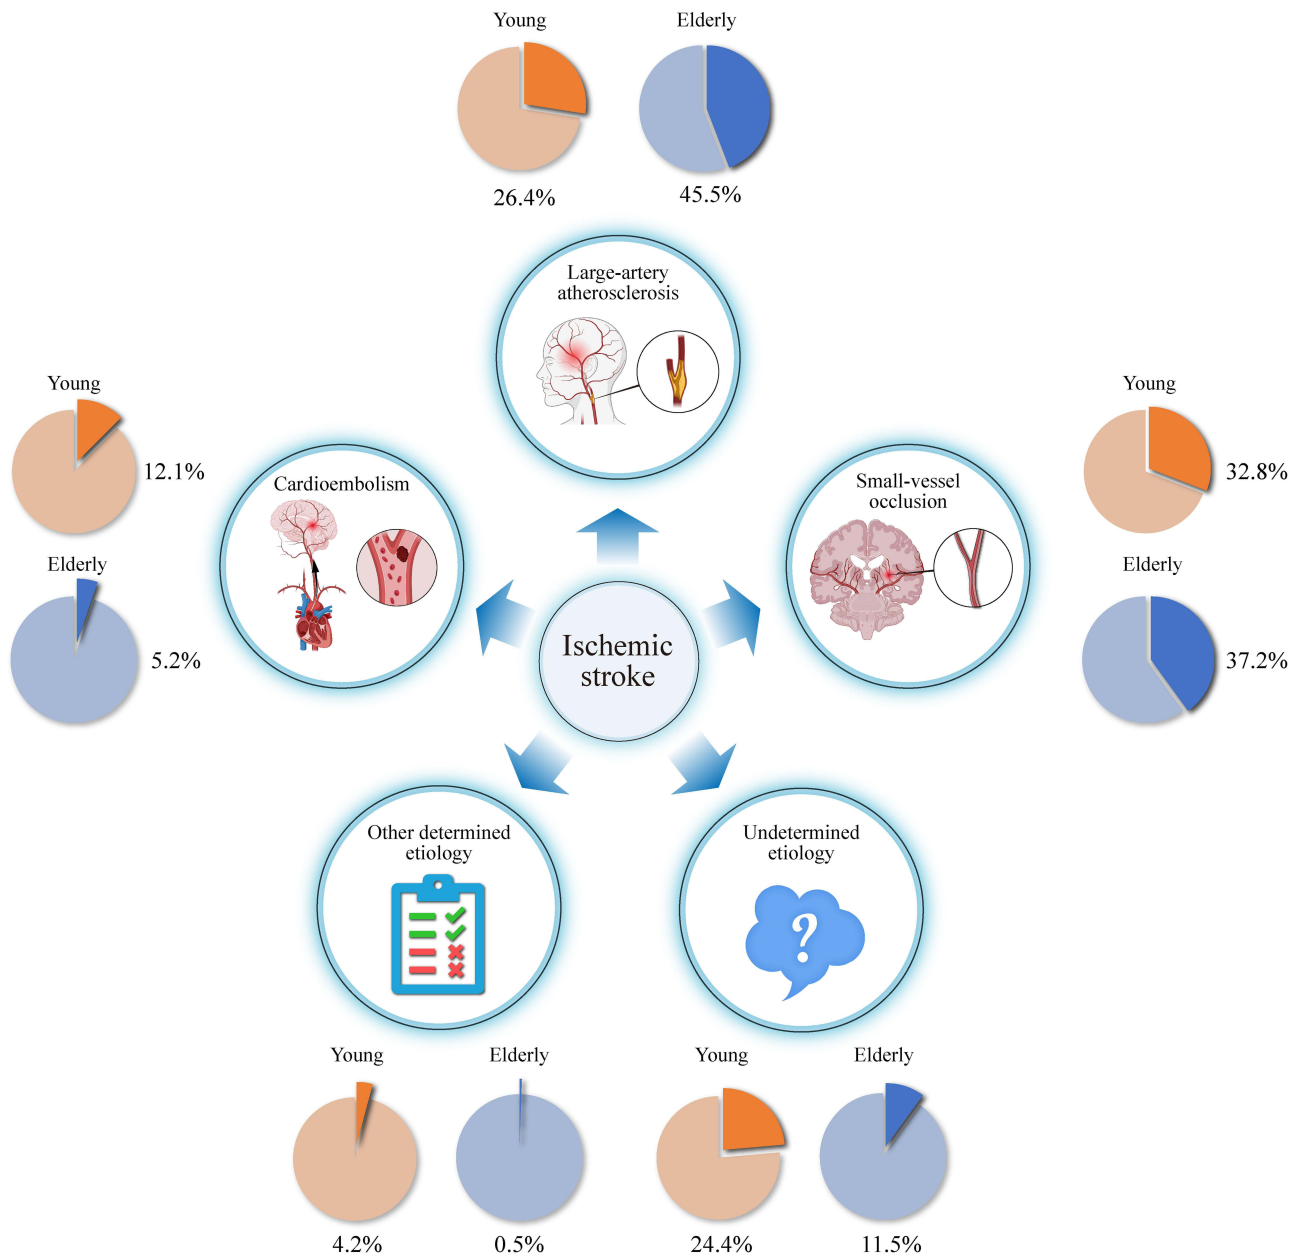 Young
Elderly
26.4%
45.5%
Large-artery
atherosclerosis
Young
12.1%
Elderly
5.2%
Cardioembolism
Small-vessel
occlusion
Young
32.8%
Elderly
37.2%
Ischemic
stroke
Other determined
etiology
Undetermined
etiology
?
Young
Elderly
Young
Elderly
4.2%
0.5%
24.4%
11.5%